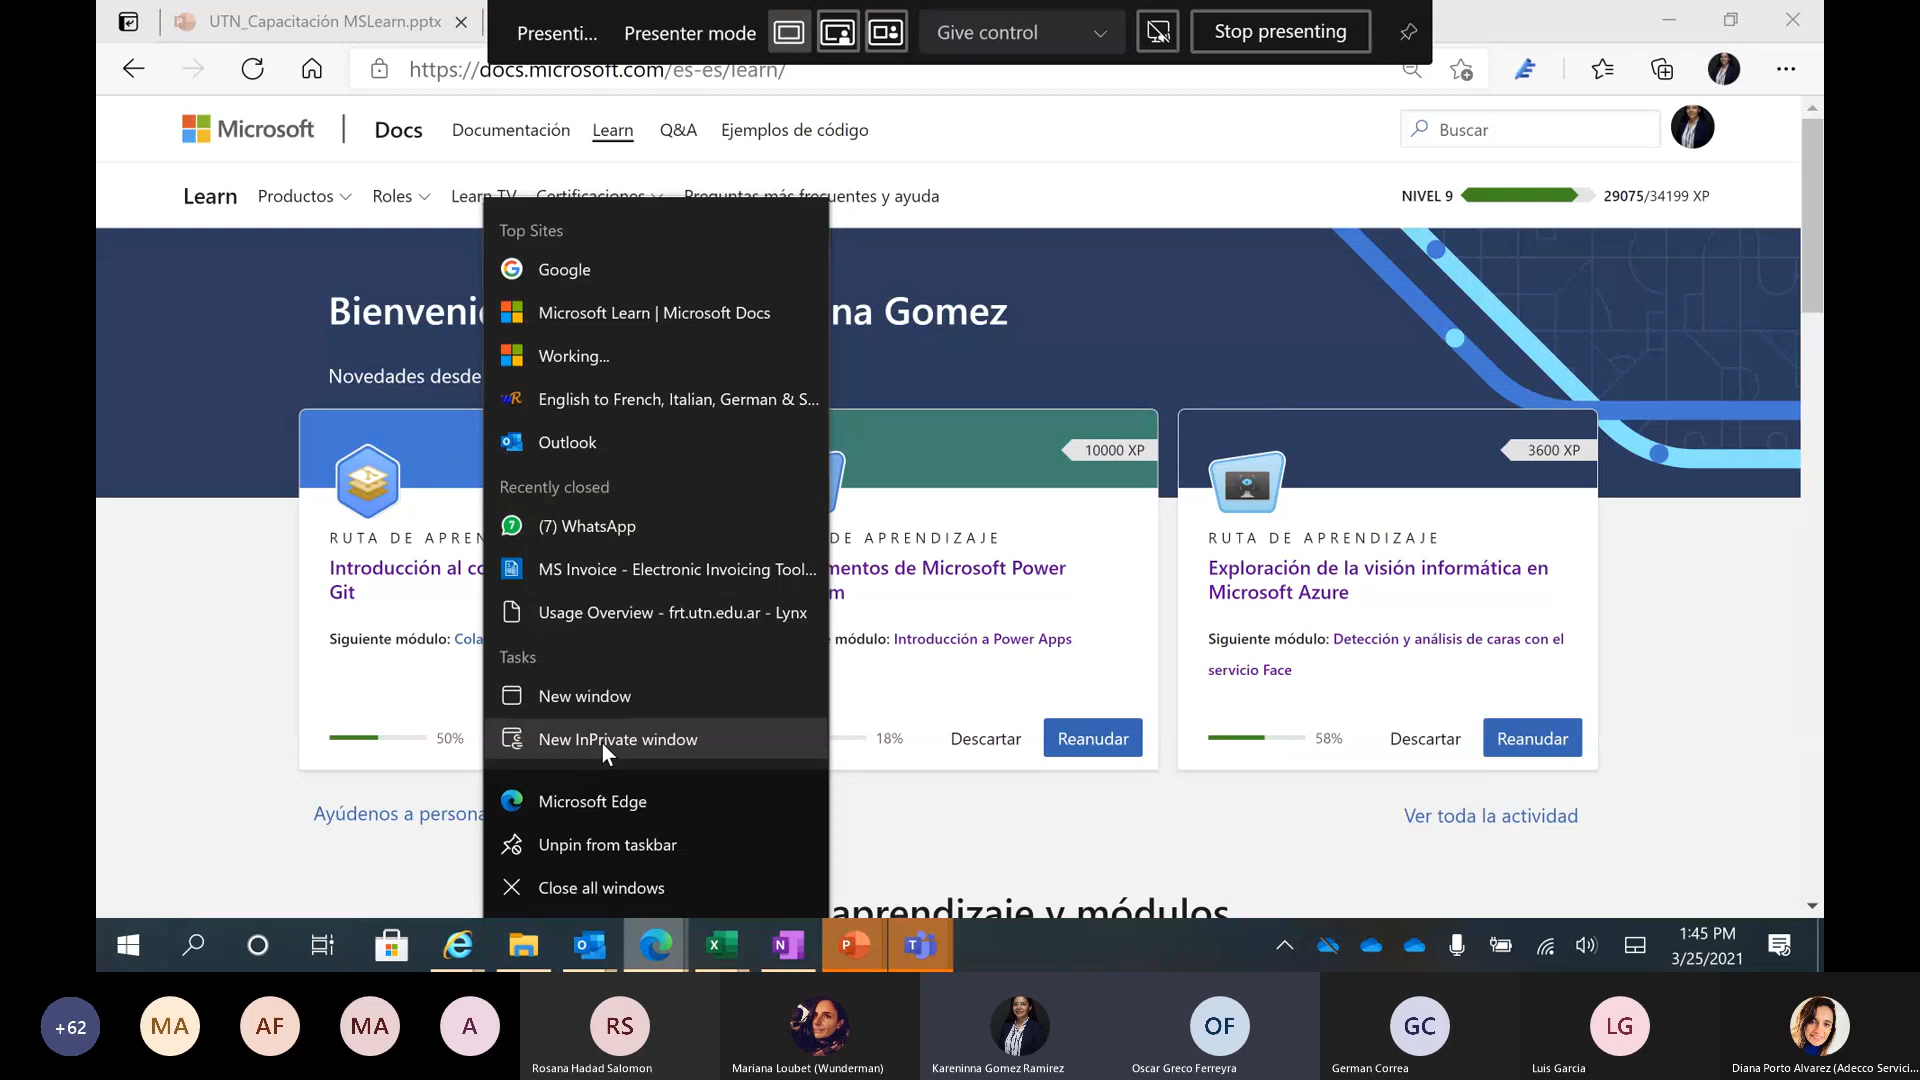 UTN_Capacitación MSLearn.pptx
Presenti...
Presenter mode
Give control
Stop presenting
https://docs.microsoft.com/es-es/learn/
Microsoft
Docs
Documentación
Learn
Q&A
Ejemplos de código
Buscar
Learn
Productos
Roles
Learn TV
Certificaciones
Preguntas más frecuentes y ayuda
NIVEL 9
29075/34199 XP
Bienveni
na Gomez
Novedades desde
Top Sites
Google
Microsoft Learn | Microsoft Docs
Working...
English to French, Italian, German & S...
Outlook
Recently closed
(7) WhatsApp
MS Invoice - Electronic Invoicing Tool...
Usage Overview - frt.utn.edu.ar - Lynx
Tasks
New window
New InPrivate window
Microsoft Edge
Unpin from taskbar
Close all windows
RUTA DE APREN
Introducción al co
Git
Siguiente módulo: Cola
50%
10000 XP
DE APRENDIZAJE
mentos de Microsoft Power
m
módulo: Introducción a Power Apps
18%
Descartar
Reanudar
3600 XP
RUTA DE APRENDIZAJE
Exploración de la visión informática en
Microsoft Azure
Siguiente módulo: Detección y análisis de caras con el
servicio Face
58%
Descartar
Reanudar
Ayúdenos a persona
Ver toda la actividad
aprendizaje y módulos
1:45 PM
3/25/2021
+62
MA
AF
MA
A
RS
Rosana Hadad Salomon
Mariana Loubet (Wunderman)
Kareninna Gomez Ramirez
OF
Oscar Greco Ferreyra
GC
German Correa
LG
Luis Garcia
Diana Porto Alvarez (Adecco Servici...